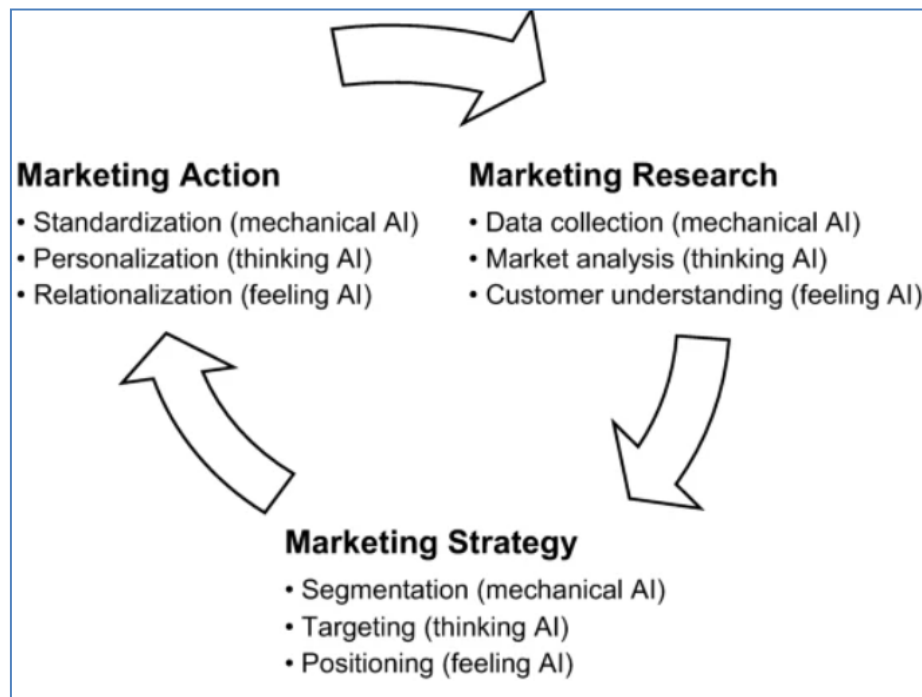 Marketing Action
• Standardization (mechanical AI)
• Personalization (thinking AI)
• Relationalization (feeling AI)
Marketing Research
• Data collection (mechanical AI)
• Market analysis (thinking AI)
• Customer understanding (feeling AI)
Marketing Strategy
• Segmentation (mechanical AI)
• Targeting (thinking AI)
• Positioning (feeling AI)